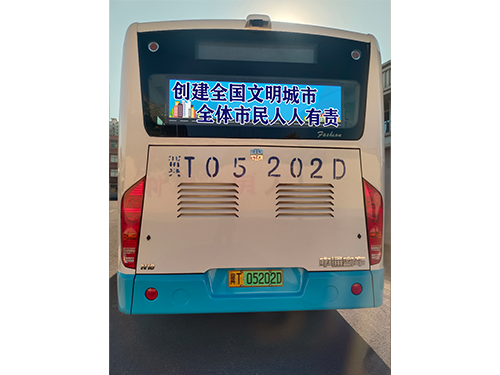 创建全国文明城市
全体市民人人有责
Fashion
冀T05202D
冀T 05202D